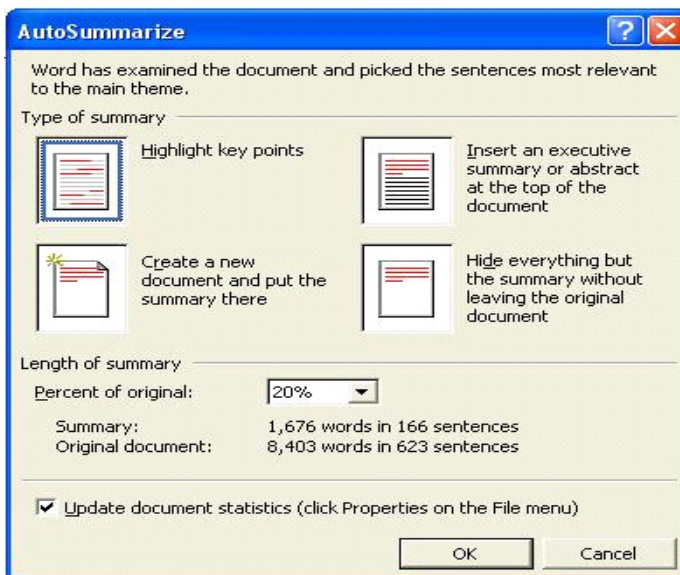 AutoSummarize
Word has examined the document and picked the sentences most relevant
to the main theme.
Type of summary
Highlight key points
Insert an executive
summary or abstract
at the top of the
document
Create a new
document and put the
summary there
Hide everything but
the summary without
leaving the original
document
Length of summary
Percent of original: 20%
Summary: 1,676 words in 166 sentences
Original document: 8,403 words in 623 sentences
Update document statistics (click Properties on the File menu)
OK Cancel